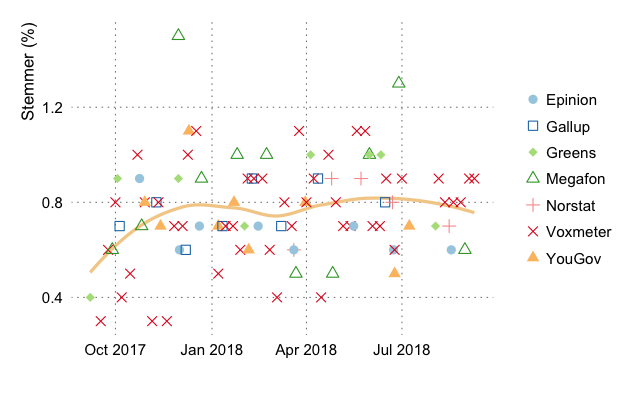 Stemmer (%)
1.2
0.8
0.4
Oct 2017
Jan 2018
Apr 2018
Jul 2018
Epinion
Gallup
Greens
Megafon
Norstat
Voxmeter
YouGov